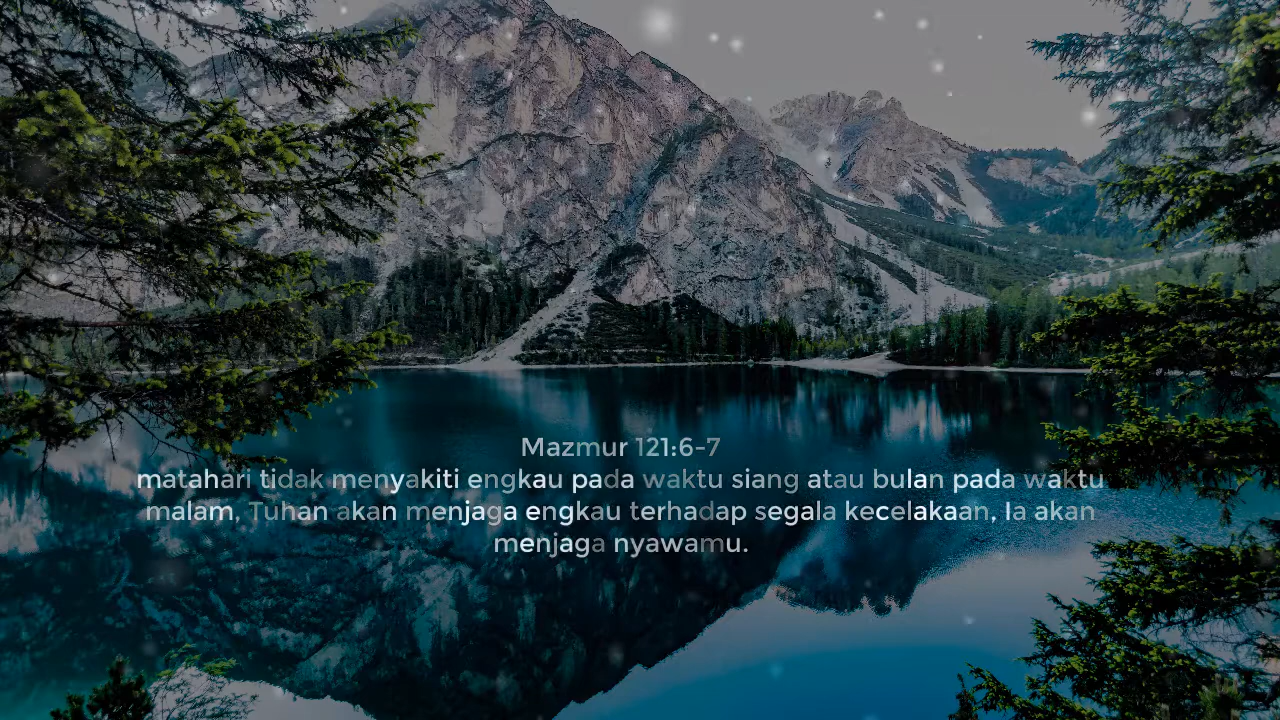 Mazmur 121:6-7
matahari tidak menyakiti engkau pada waktu siang atau bulan pada waktu
malam, Tuhan akan menjaga engkau terhadap segala kecelakaan, Ia akan
menjaga nyawamu.